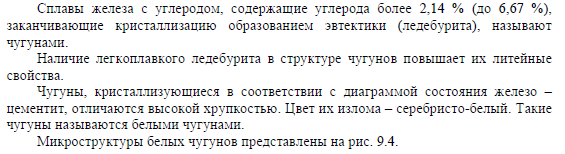 Сплавы железа с углеродом, содержащие углерода более 2,14 % (до 6,67 %),
заканчивающие кристаллизацию образованием эвтектики (ледебурита), называют
чугунами.
Наличие легкоплавкого ледебурита в структуре чугунов повышает их литейные
свойства.
Чугуны, кристаллизующиеся в соответствии с диаграммой состояния железо –
цементит, отличаются высокой хрупкостью. Цвет их излома – серебристо-белый. Такие
чугуны называются белыми чугунами.
Микроструктуры белых чугунов представлены на рис. 9.4.